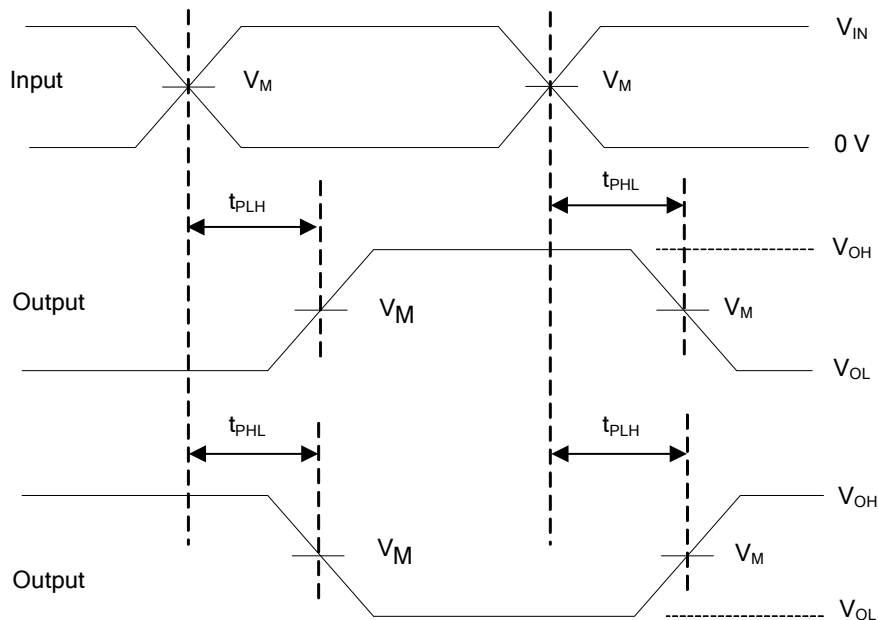 V_IN
Input
V_M
V_M
0 V
t_PLH
t_PHL
V_OH
Output
V_M
V_M
V_OL
t_PHL
t_PLH
V_OH
V_M
V_M
Output
V_OL